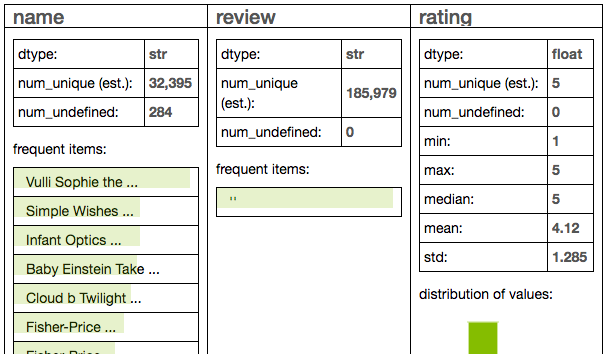 name
dtype: str
num_unique (est.): 32,395
num_undefined: 284
frequent items:
Vulli Sophie the ...
Simple Wishes ...
Infant Optics ...
Baby Einstein Take ...
Cloud b Twilight ...
Fisher-Price ...
Fisher-Price
review
dtype: str
num_unique
(est.): 185,979
num_undefined: 0
frequent items:
''
rating
dtype: float
num_unique (est.): 5
num_undefined: 0
min: 1
max: 5
median: 5
mean: 4.12
std: 1.285
distribution of values: